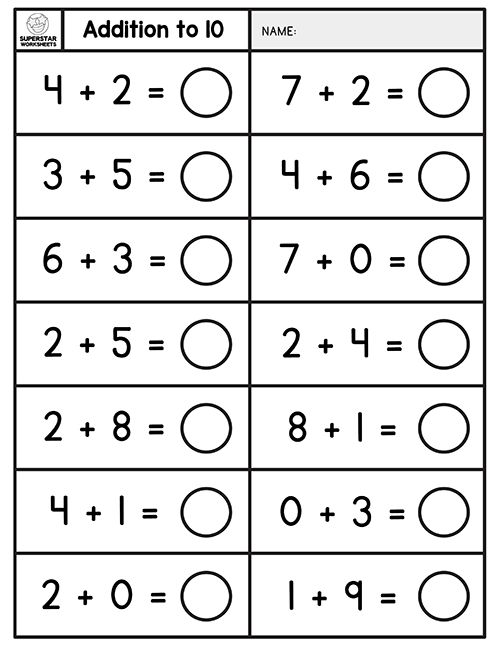 SUPERSTAR
WORKSHEETS
Addition to 10
NAME:
4 + 2 =
7 + 2 =
3 + 5 =
4 + 6 =
6 + 3 =
7 + 0 =
2 + 5 =
2 + 4 =
2 + 8 =
8 + 1 =
4 + 1 =
0 + 3 =
2 + 0 =
1 + 9 =